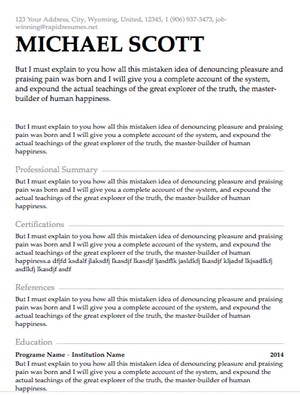 123 Your Address, City, Wyoming, United, 12345, 1 (906) 937-3473, job-
winning@rapidresumes.net
MICHAEL SCOTT
But I must explain to you how all this mistaken idea of denouncing pleasure and
praising pain was born and I will give you a complete account of the system,
and expound the actual teachings of the great explorer of the truth, the master-
builder of human happiness.
But I must explain to you how all this mistaken idea of denouncing pleasure and praising
pain was born and I will give you a complete account of the system, and expound the
actual teachings of the great explorer of the truth, the master-builder of human
happiness.
Professional Summary
But I must explain to you how all this mistaken idea of denouncing pleasure and praising
pain was born and I will give you a complete account of the system, and expound the
actual teachings of the great explorer of the truth, the master-builder of human
happiness.
Certifications
But I must explain to you how all this mistaken idea of denouncing pleasure and praising
pain was born and I will give you a complete account of the system, and expound the
actual teachings of the great explorer of the truth, the master-builder of human
References
But I must explain to you how all this mistaken idea of denouncing pleasure and praising
pain was born and I will give you a complete account of the system, and expound the
actual teachings of the great explorer of the truth, the master-builder of human
happiness.
Education
Programe Name - Institution Name 2014
But I must explain to you how all this mistaken idea of denouncing pleasure and praising
pain was born and I will give you a complete account of the system, and expound the
actual teachings of the great explorer of the truth, the master-builder of human
happiness.